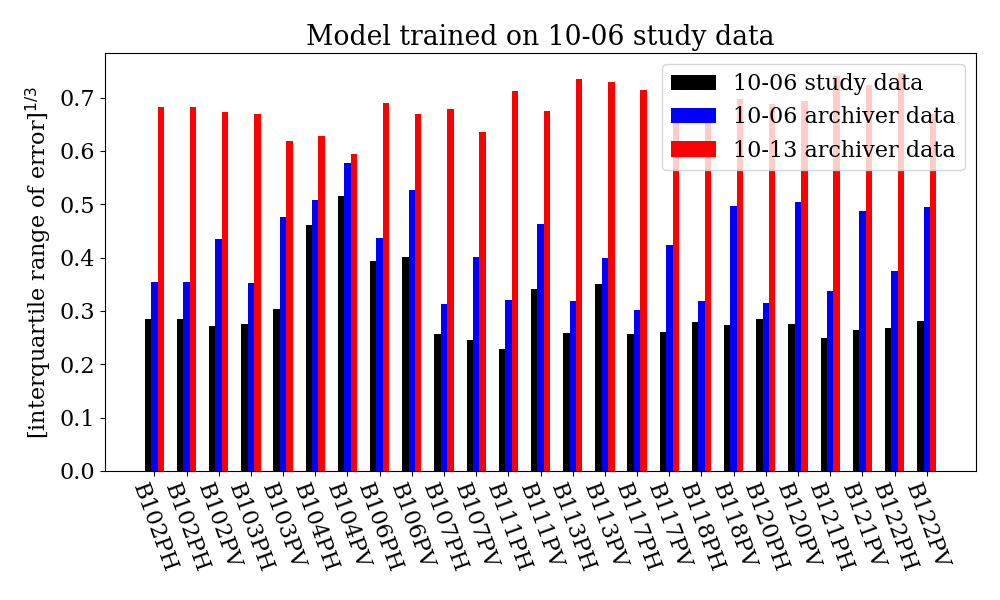 Model trained on 10-06 study data
[interquartile range of error]^{1/3}
0.7
0.6
0.5
0.4
0.3
0.2
0.1
0.0
10-06 study data
10-06 archiver data
10-13 archiver data
B102PH
B102PH
B102PV
B103PH
B103PV
B104PH
B104PV
B106PH
B106PV
B107PH
B107PV
B111PH
B111PV
B113PH
B113PV
B117PH
B117PV
B118PH
B118PV
B120PH
B120PV
B121PH
B121PV
B122PH
B122PV